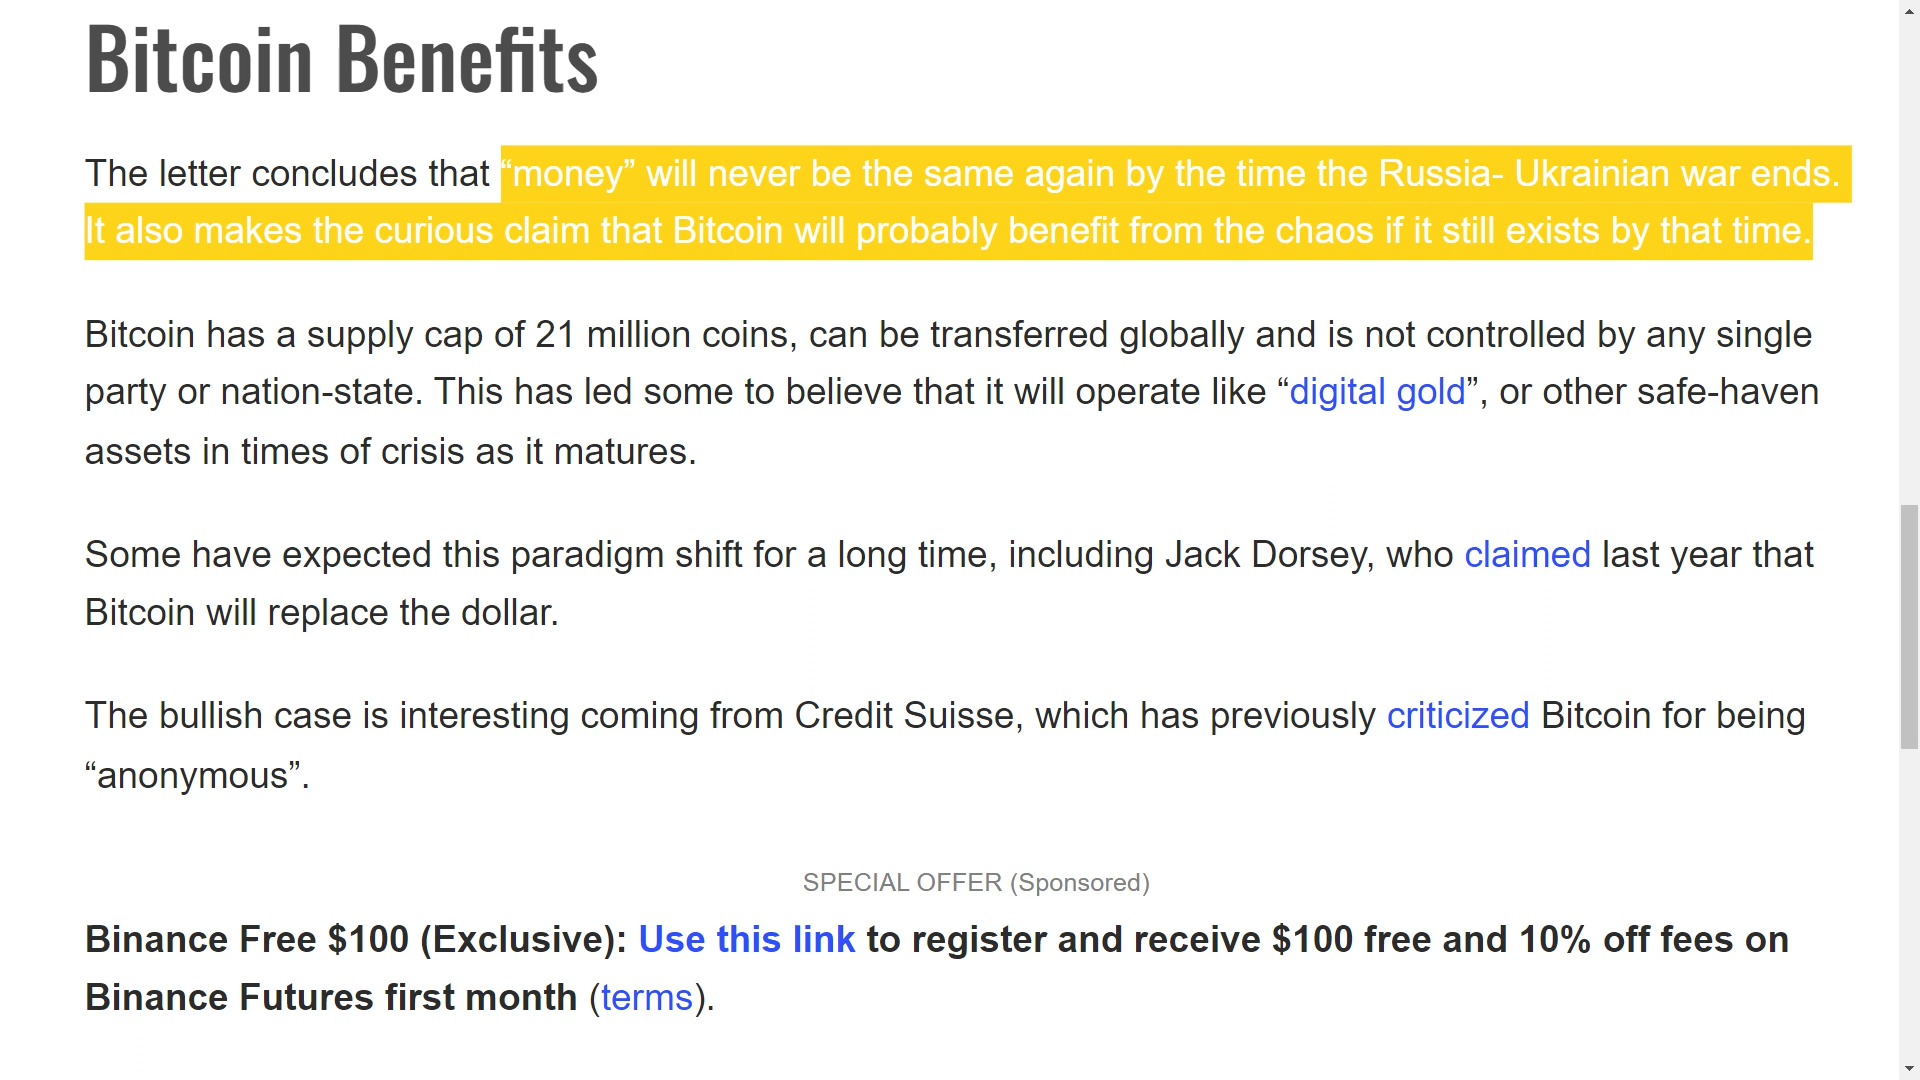 Bitcoin Benefits
The letter concludes that “money” will never be the same again by the time the Russia- Ukrainian war ends.
It also makes the curious claim that Bitcoin will probably benefit from the chaos if it still exists by that time.
Bitcoin has a supply cap of 21 million coins, can be transferred globally and is not controlled by any single
party or nation-state. This has led some to believe that it will operate like “digital gold”, or other safe-haven
assets in times of crisis as it matures.
Some have expected this paradigm shift for a long time, including Jack Dorsey, who claimed last year that
Bitcoin will replace the dollar.
The bullish case is interesting coming from Credit Suisse, which has previously criticized Bitcoin for being
“anonymous”.
SPECIAL OFFER (Sponsored)
Binance Free $100 (Exclusive): Use this link to register and receive $100 free and 10% off fees on
Binance Futures first month (terms).